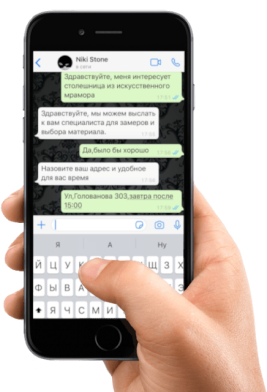 Niki Stone
в сети
Здравствуйте, меня интересует
столешница из искусственного
мрамора
Здравствуйте, мы можем выслать
к вам специалиста для замеров и
выбора материала.
Да,было бы хорошо
Назовите ваш адрес и удобное
для вас время
Ул,Голованова 303,завтра после
15:00
Я А Ну
Й Ц У К Щ З Х
Ф Ы В А Э
Я Ч С М И